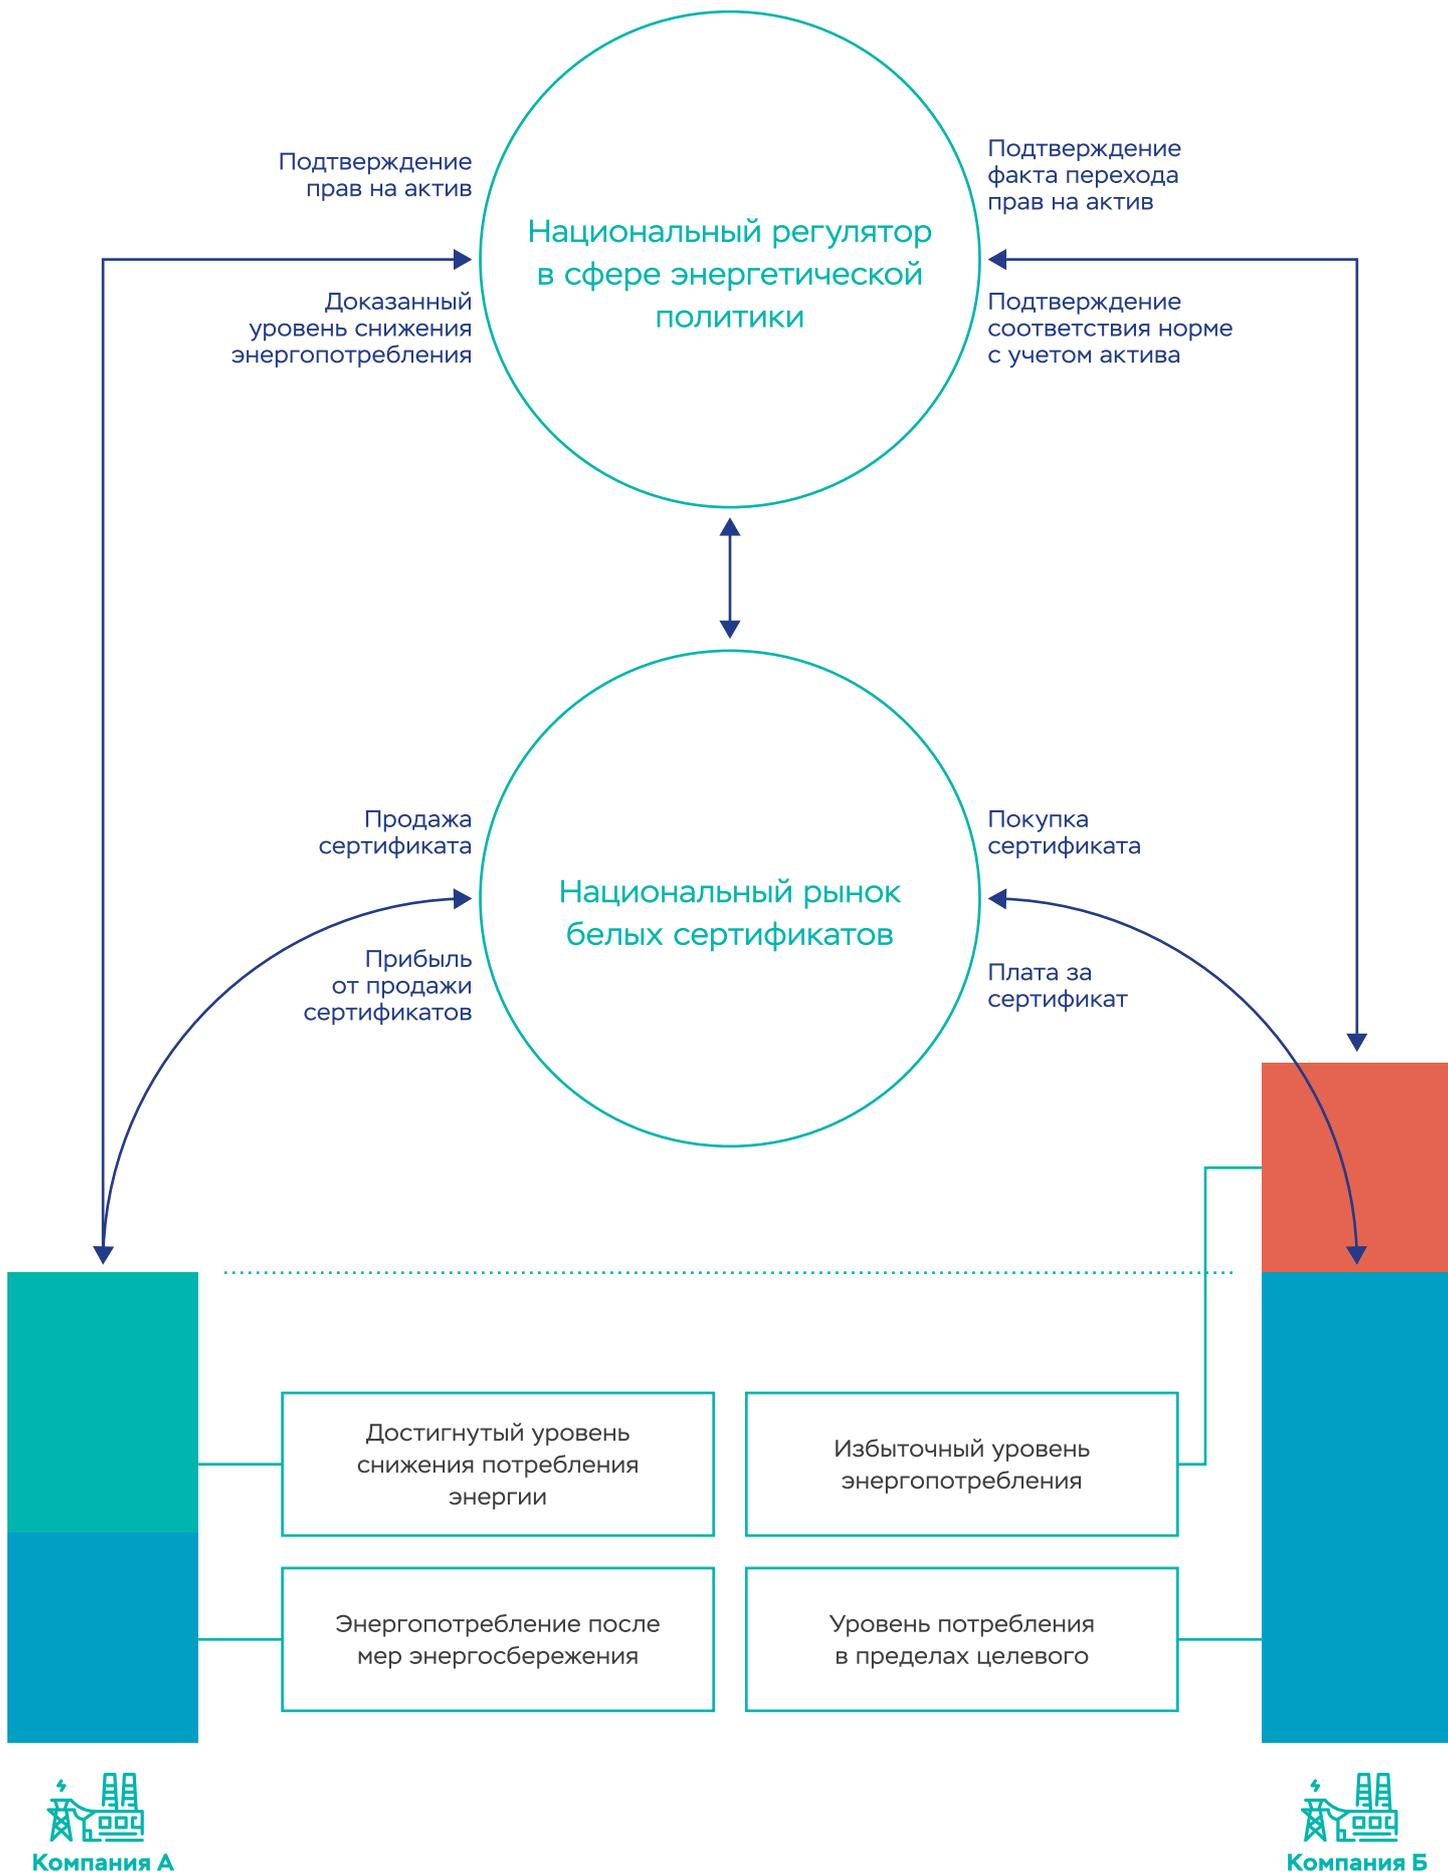 Подтверждение
прав на актив
Подтверждение
факта перехода
прав на актив
Национальный регулятор
в сфере энергетической
политики
Доказанный
уровень снижения
энергопотребления
Подтверждение
соответствия норме
с учетом актива
Продажа
сертификата
Покупка
сертификата
Национальный рынок
белых сертификатов
Прибыль
от продажи
сертификатов
Плата за
сертификат
Достигнутый уровень
снижения потребления
энергии
Избыточный уровень
энергопотребления
Энергопотребление после
мер энергосбережения
Уровень потребления
в пределах целевого
Компания А
Компания Б